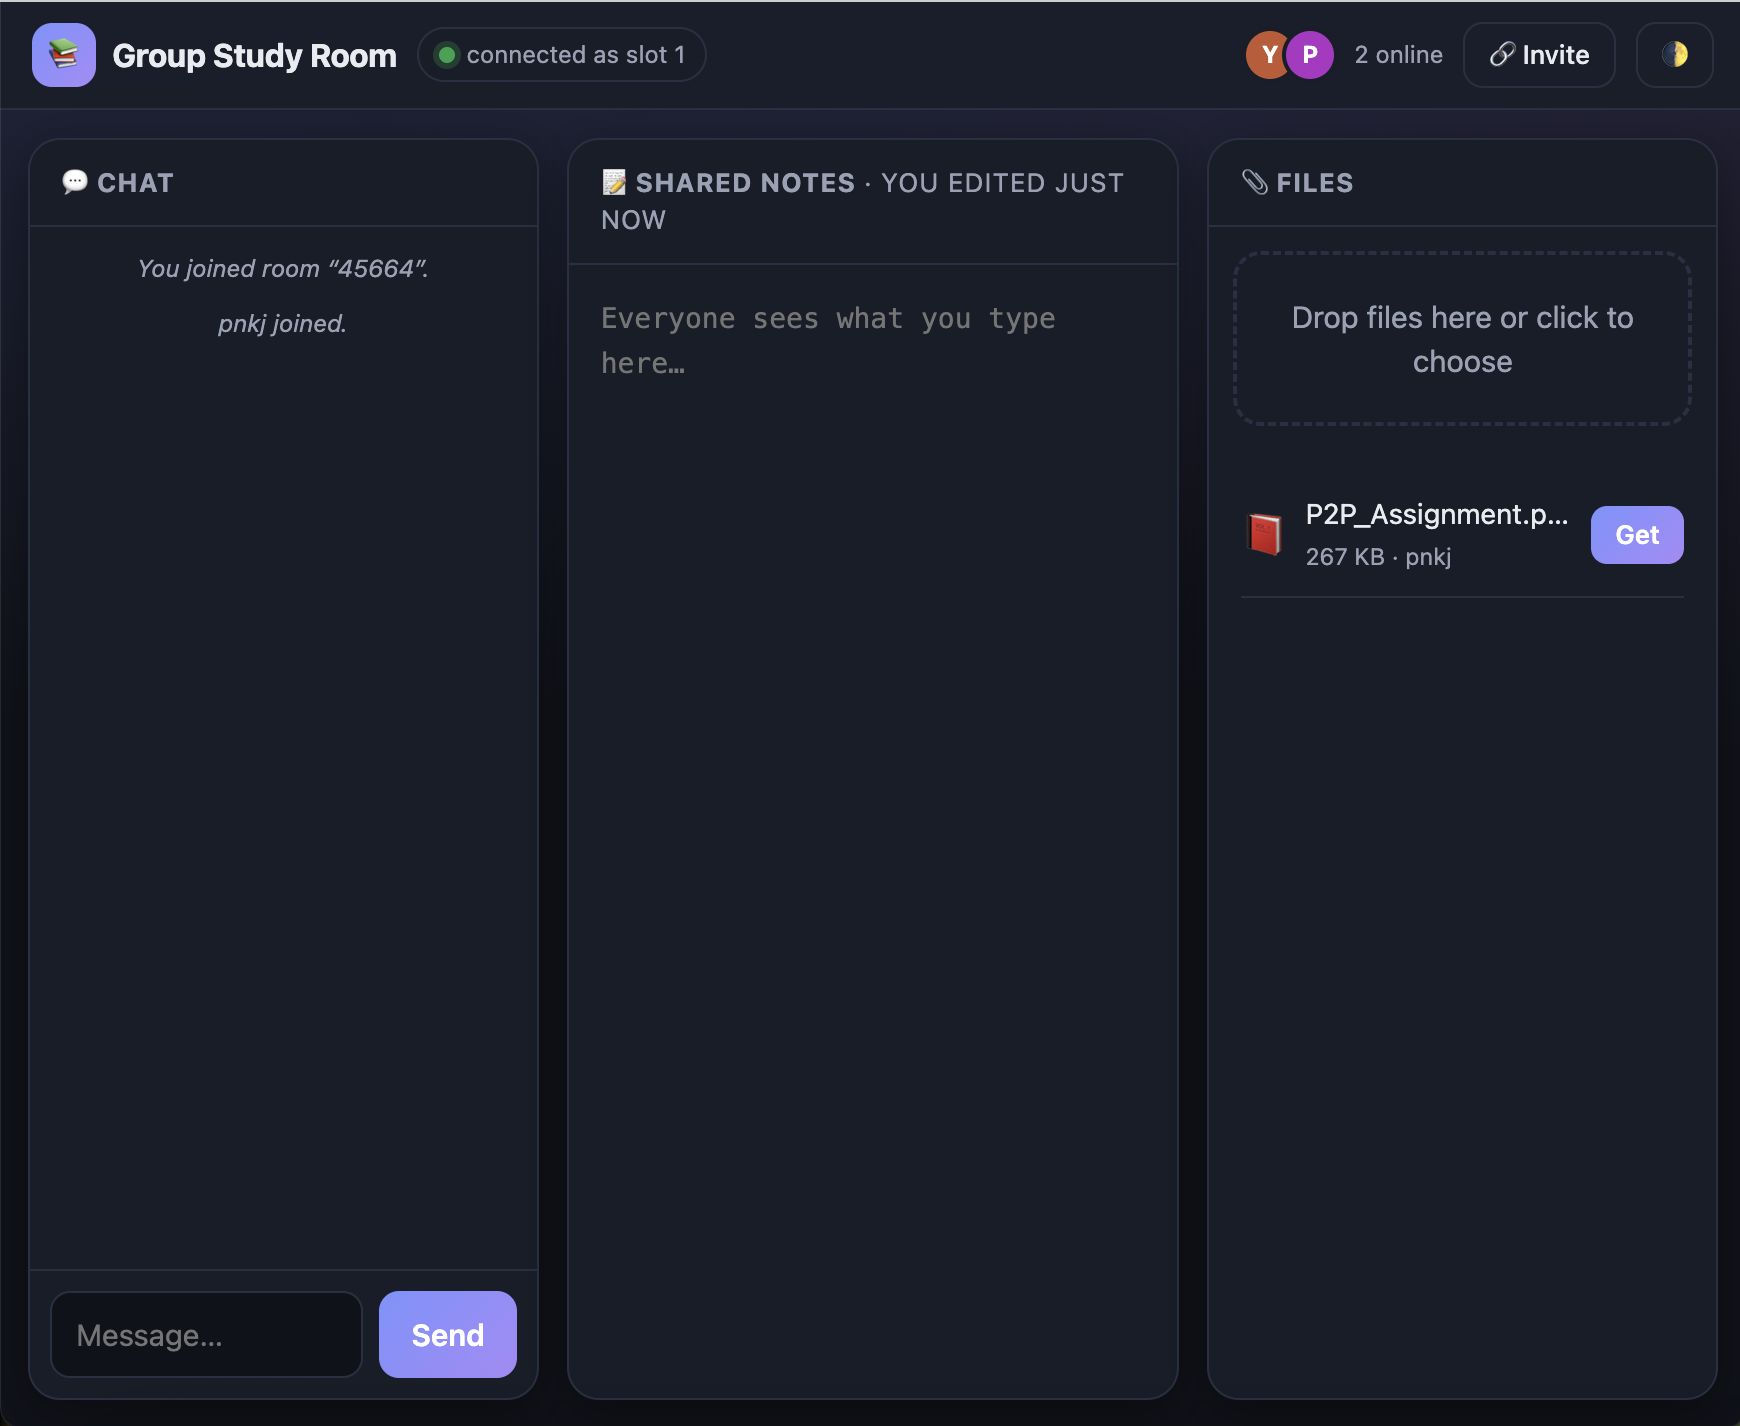 Group Study Room
connected as slot 1
Y
P
2 online
Invite
CHAT
You joined room “45664”.
pnkj joined.
Message...
Send
SHARED NOTES · YOU EDITED JUST
NOW
Everyone sees what you type
here…
FILES
Drop files here or click to
choose
P2P_Assignment.p...
267 KB · pnkj
Get